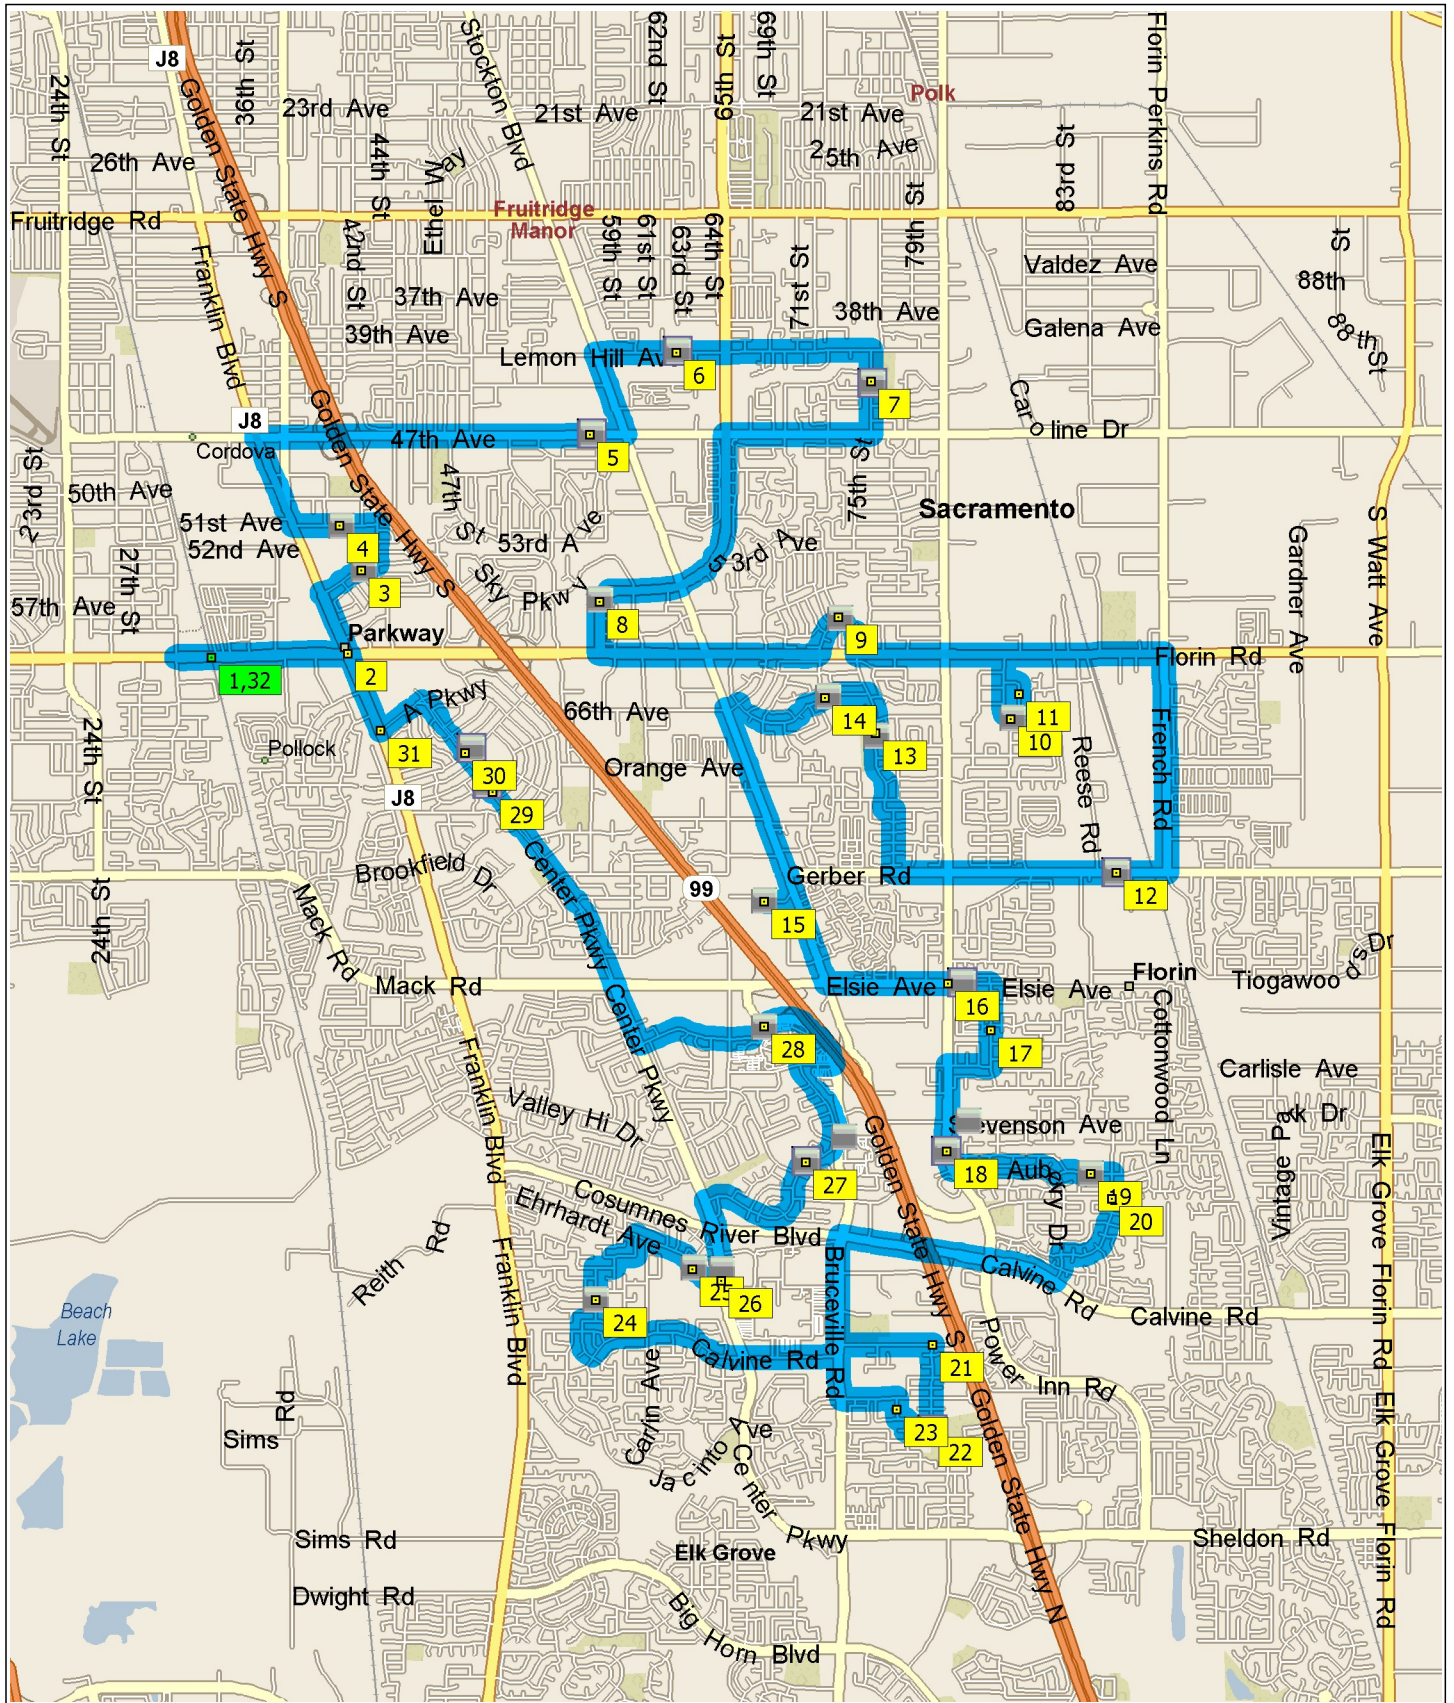 J8
24th St
36th St
23rd Ave
Stockton Blvd
62nd St
65th St
69th St
Polk
Florin Perkins Rd
21st Ave
21st Ave
25th Ave
26th Ave
44th St
Ethel Way
Golden State Hwy S
83rd St
Fruitridge Rd
Fruitridge
Manor
42nd St
59th St
61st St
63rd St
64th St
71st St
76th St
Valdez Ave
St
88th
88th St
37th Ave
38th Ave
39th Ave
Galena Ave
Franklin Blvd
Lemon Hill Av
6
7
J8
Cordova
47th Ave
Golden State Hwy S
5
Caroline Dr
23rd St
50th Ave
47th St
75th St
Sacramento
51st Ave
52nd Ave
4
53rd Ave
53rd Ave
Gardner Ave
S Watt Ave
27th St
57th Ave
3
Sky Pkwy
8
9
Parkway
1,32
2
Florin Rd
A Pkwy
66th Ave
14
11
10
24th St
Pollock
31
J8
30
29
Orange Ave
13
Reese Rd
French Rd
Brookfield Dr
Center Pkwy
99
Gerber Rd
12
24th St
Mack Rd
15
Mack Rd
Elsie Ave
Elsie Ave
16
Florin
Tiogawoods Dr
Center Pkwy
28
17
Cottonwood Ln
Carlisle Ave
Franklin Blvd
Valley Hi Dr
Golden State Hwy S
Stevenson Ave
Vintage Park Dr
27
18
Auberry Dr
19
20
Elk Grove Florin Rd
Cosumnes River Blvd
Ehrhardt Ave
Reith Rd
Franklin Blvd
25
26
Bruceville Rd
Calvine Rd
Calvine Rd
Beach
Lake
24
Calvine Rd
21
Power Inn Rd
Carlin Ave
Sims Rd
23
22
Jacinto Ave
Center Pkwy
Golden State Hwy N
Elk Grove Florin Rd
Sims Rd
Elk Grove
Sheldon Rd
Dwight Rd
Big Horn Blvd